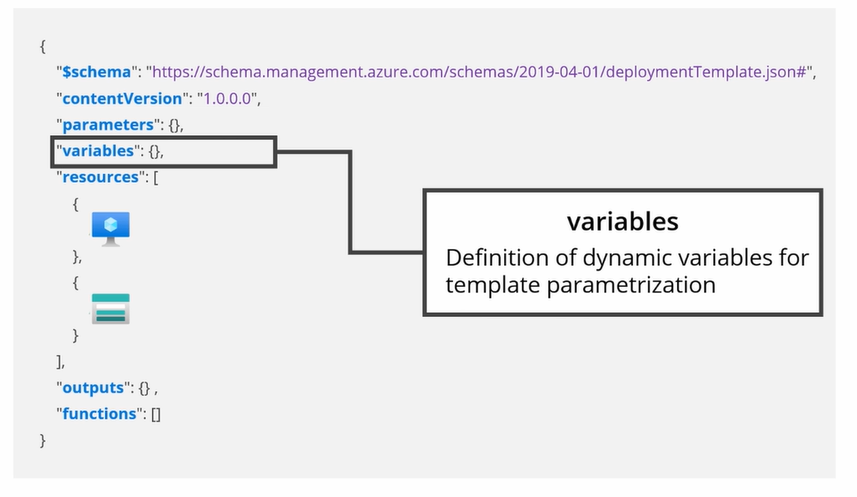 {
"$schema": "https://schema.management.azure.com/schemas/2019-04-01/deploymentTemplate.json#",
"contentVersion": "1.0.0.0",
"parameters": {},
"variables": {},
"resources": [
{
},
{
}
],
"outputs": {} ,
"functions": []
}
variables
Definition of dynamic variables for
template parametrization